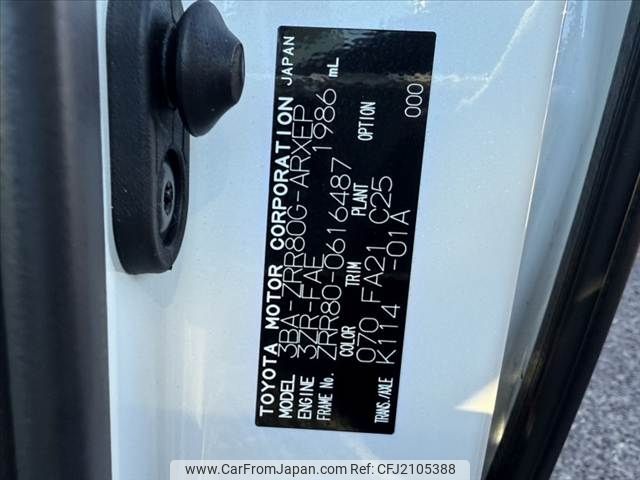 TOYOTA MOTOR CORPORATION JAPAN
MODEL 3BA-ZRR80G-ARXEP
ENGINE 3ZR-FAE 1986 mL
FRAME No. ZRR80-0616487
COLOR TRIM PLANT OPTION
070 FA21 C25 000
TRANS./AXLE K114 -01A
www.CarFromJapan.com | Ref No: CFJ2105388